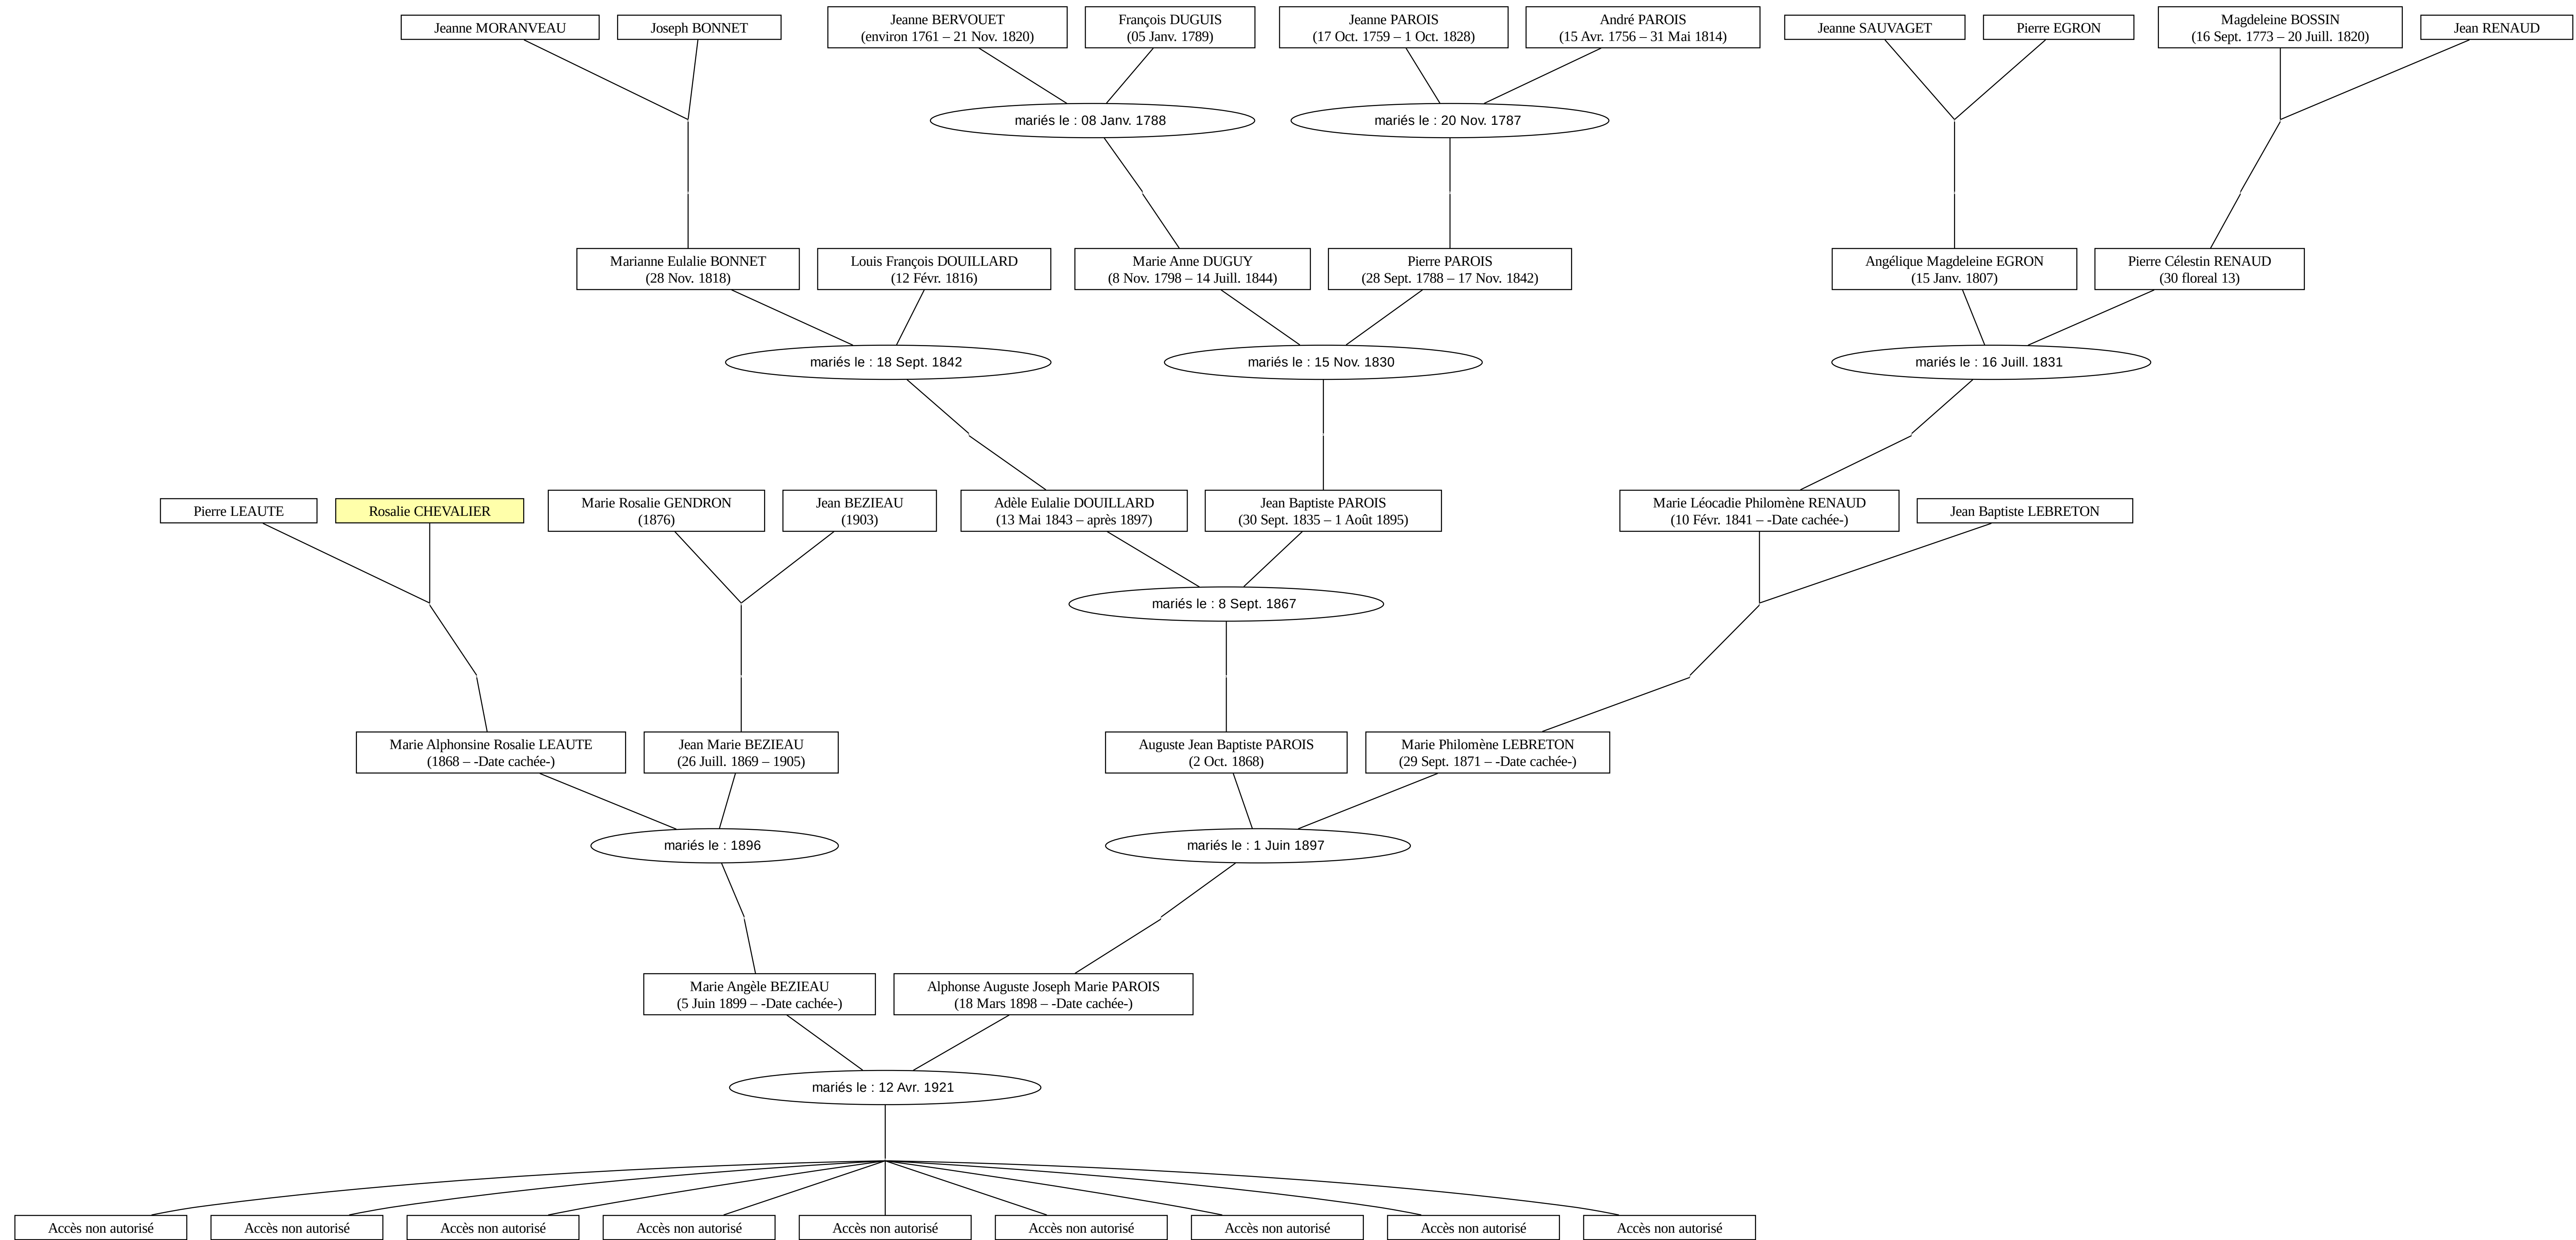 Jeanne MORANVEAU
Joseph BONNET
Jeanne BERVOUET
(environ 1761 – 21 Nov. 1820)
François DUGUIS
(05 Janv. 1789)
Jeanne PAROIS
(17 Oct. 1759 – 1 Oct. 1828)
André PAROIS
(15 Avr. 1756 – 31 Mai 1814)
Jeanne SAUVAGET
Pierre EGRON
Magdeleine BOSSIN
(16 Sept. 1773 – 20 Juill. 1820)
Jean RENAUD
mariés le : 08 Janv. 1788
mariés le : 20 Nov. 1787
Marianne Eulalie BONNET
(28 Nov. 1818)
Louis François DOUILLARD
(12 Févr. 1816)
Marie Anne DUGUY
(8 Nov. 1798 – 14 Juill. 1844)
Pierre PAROIS
(28 Sept. 1788 – 17 Nov. 1842)
Angélique Magdeleine EGRON
(15 Janv. 1807)
Pierre Célestin RENAUD
(30 floreal 13)
mariés le : 18 Sept. 1842
mariés le : 15 Nov. 1830
mariés le : 16 Juill. 1831
Pierre LEAUTE
Rosalie CHEVALIER
Marie Rosalie GENDRON
(1876)
Jean BEZIEAU
(1903)
Adèle Eulalie DOUILLARD
(13 Mai 1843 – après 1897)
Jean Baptiste PAROIS
(30 Sept. 1835 – 1 Août 1895)
Marie Léocadie Philomène RENAUD
(10 Févr. 1841 – -Date cachée-)
Jean Baptiste LEBRETON
mariés le : 8 Sept. 1867
Marie Alphonsine Rosalie LEAUTE
(1868 – -Date cachée-)
Jean Marie BEZIEAU
(26 Juill. 1869 – 1905)
Auguste Jean Baptiste PAROIS
(2 Oct. 1868)
Marie Philomène LEBRETON
(29 Sept. 1871 – -Date cachée-)
mariés le : 1896
mariés le : 1 Juin 1897
Marie Angèle BEZIEAU
(5 Juin 1899 – -Date cachée-)
Alphonse Auguste Joseph Marie PAROIS
(18 Mars 1898 – -Date cachée-)
mariés le : 12 Avr. 1921
Accès non autorisé
Accès non autorisé
Accès non autorisé
Accès non autorisé
Accès non autorisé
Accès non autorisé
Accès non autorisé
Accès non autorisé
Accès non autorisé